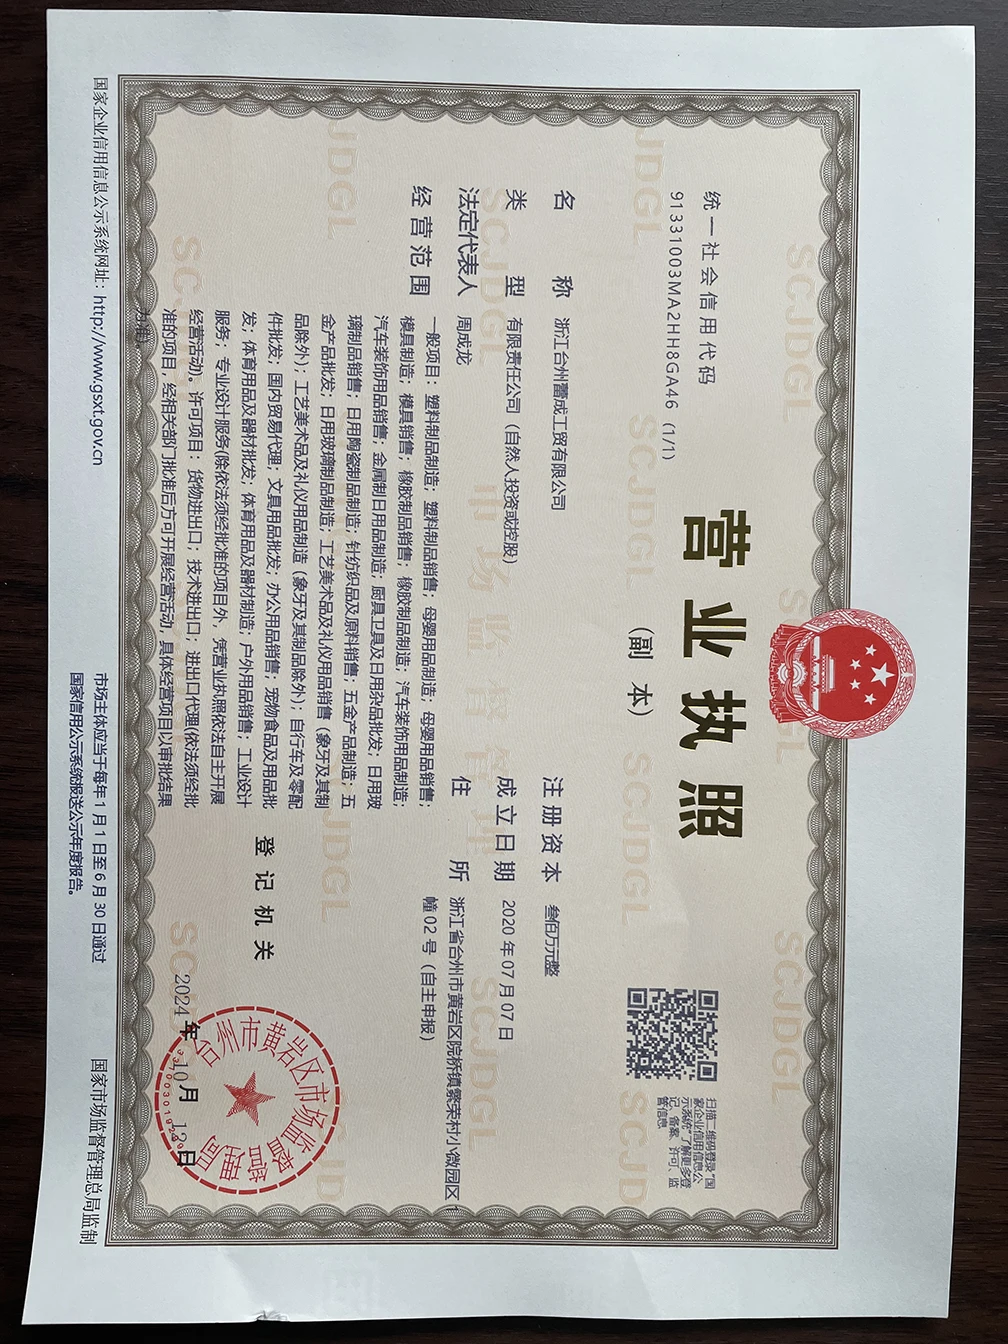 统一社会信用代码
91331003MA2HH8GA46 (1/1)
营业执照
(副 本)
扫描二维码登录“国
家企业信用信息公
示系统”了解更多登
记、备案、许可、监
管信息
名 称 浙江台州蕾成工贸有限公司
类 型 有限责任公司（自然人投资或控股）
法定代表人 周成龙
经营范围 一般项目：塑料制品制造；塑料制品销售；母婴用品制造；母婴用品销售；
模具制造；模具销售；橡胶制品销售；橡胶制品制造；汽车装饰用品制造；
汽车装饰用品销售；金属制日用品制造；厨具卫具及日用杂品批发；日用玻
璃制品销售；日用陶瓷制品制造；针纺织品及原料销售；五金产品制造；五
金产品批发；日用玻璃制品制造；工艺美术品及礼仪用品销售（象牙及其制
品除外）；工艺美术品及礼仪用品制造（象牙及其制品除外）；自行车及零配
件批发；国内贸易代理；文具用品批发；办公用品销售；宠物食品及用品批
发；体育用品及器材批发；体育用品及器材制造；户外用品销售；工业设计
服务；专业设计服务(除依法须经批准的项目外，凭营业执照依法自主开展
经营活动)。许可项目：货物进出口；技术进出口；进出口代理(依法须经批
准的项目，经相关部门批准后方可开展经营活动，具体经营项目以审批结果
为准)
注册资本 叁佰万元整
成立日期 2020年07月07日
住 所 浙江省台州市黄岩区院桥镇繁荣村小微园区1
幢02号（自主申报）
登记机关
台州市黄岩区市场监督管理局
2024年10月12日
国家企业信用信息公示系统网址：http://www.gsxt.gov.cn
市场主体应当于每年1月1日至6月30日通过
国家信用公示系统报送公示年度报告。
国家市场监督管理总局监制